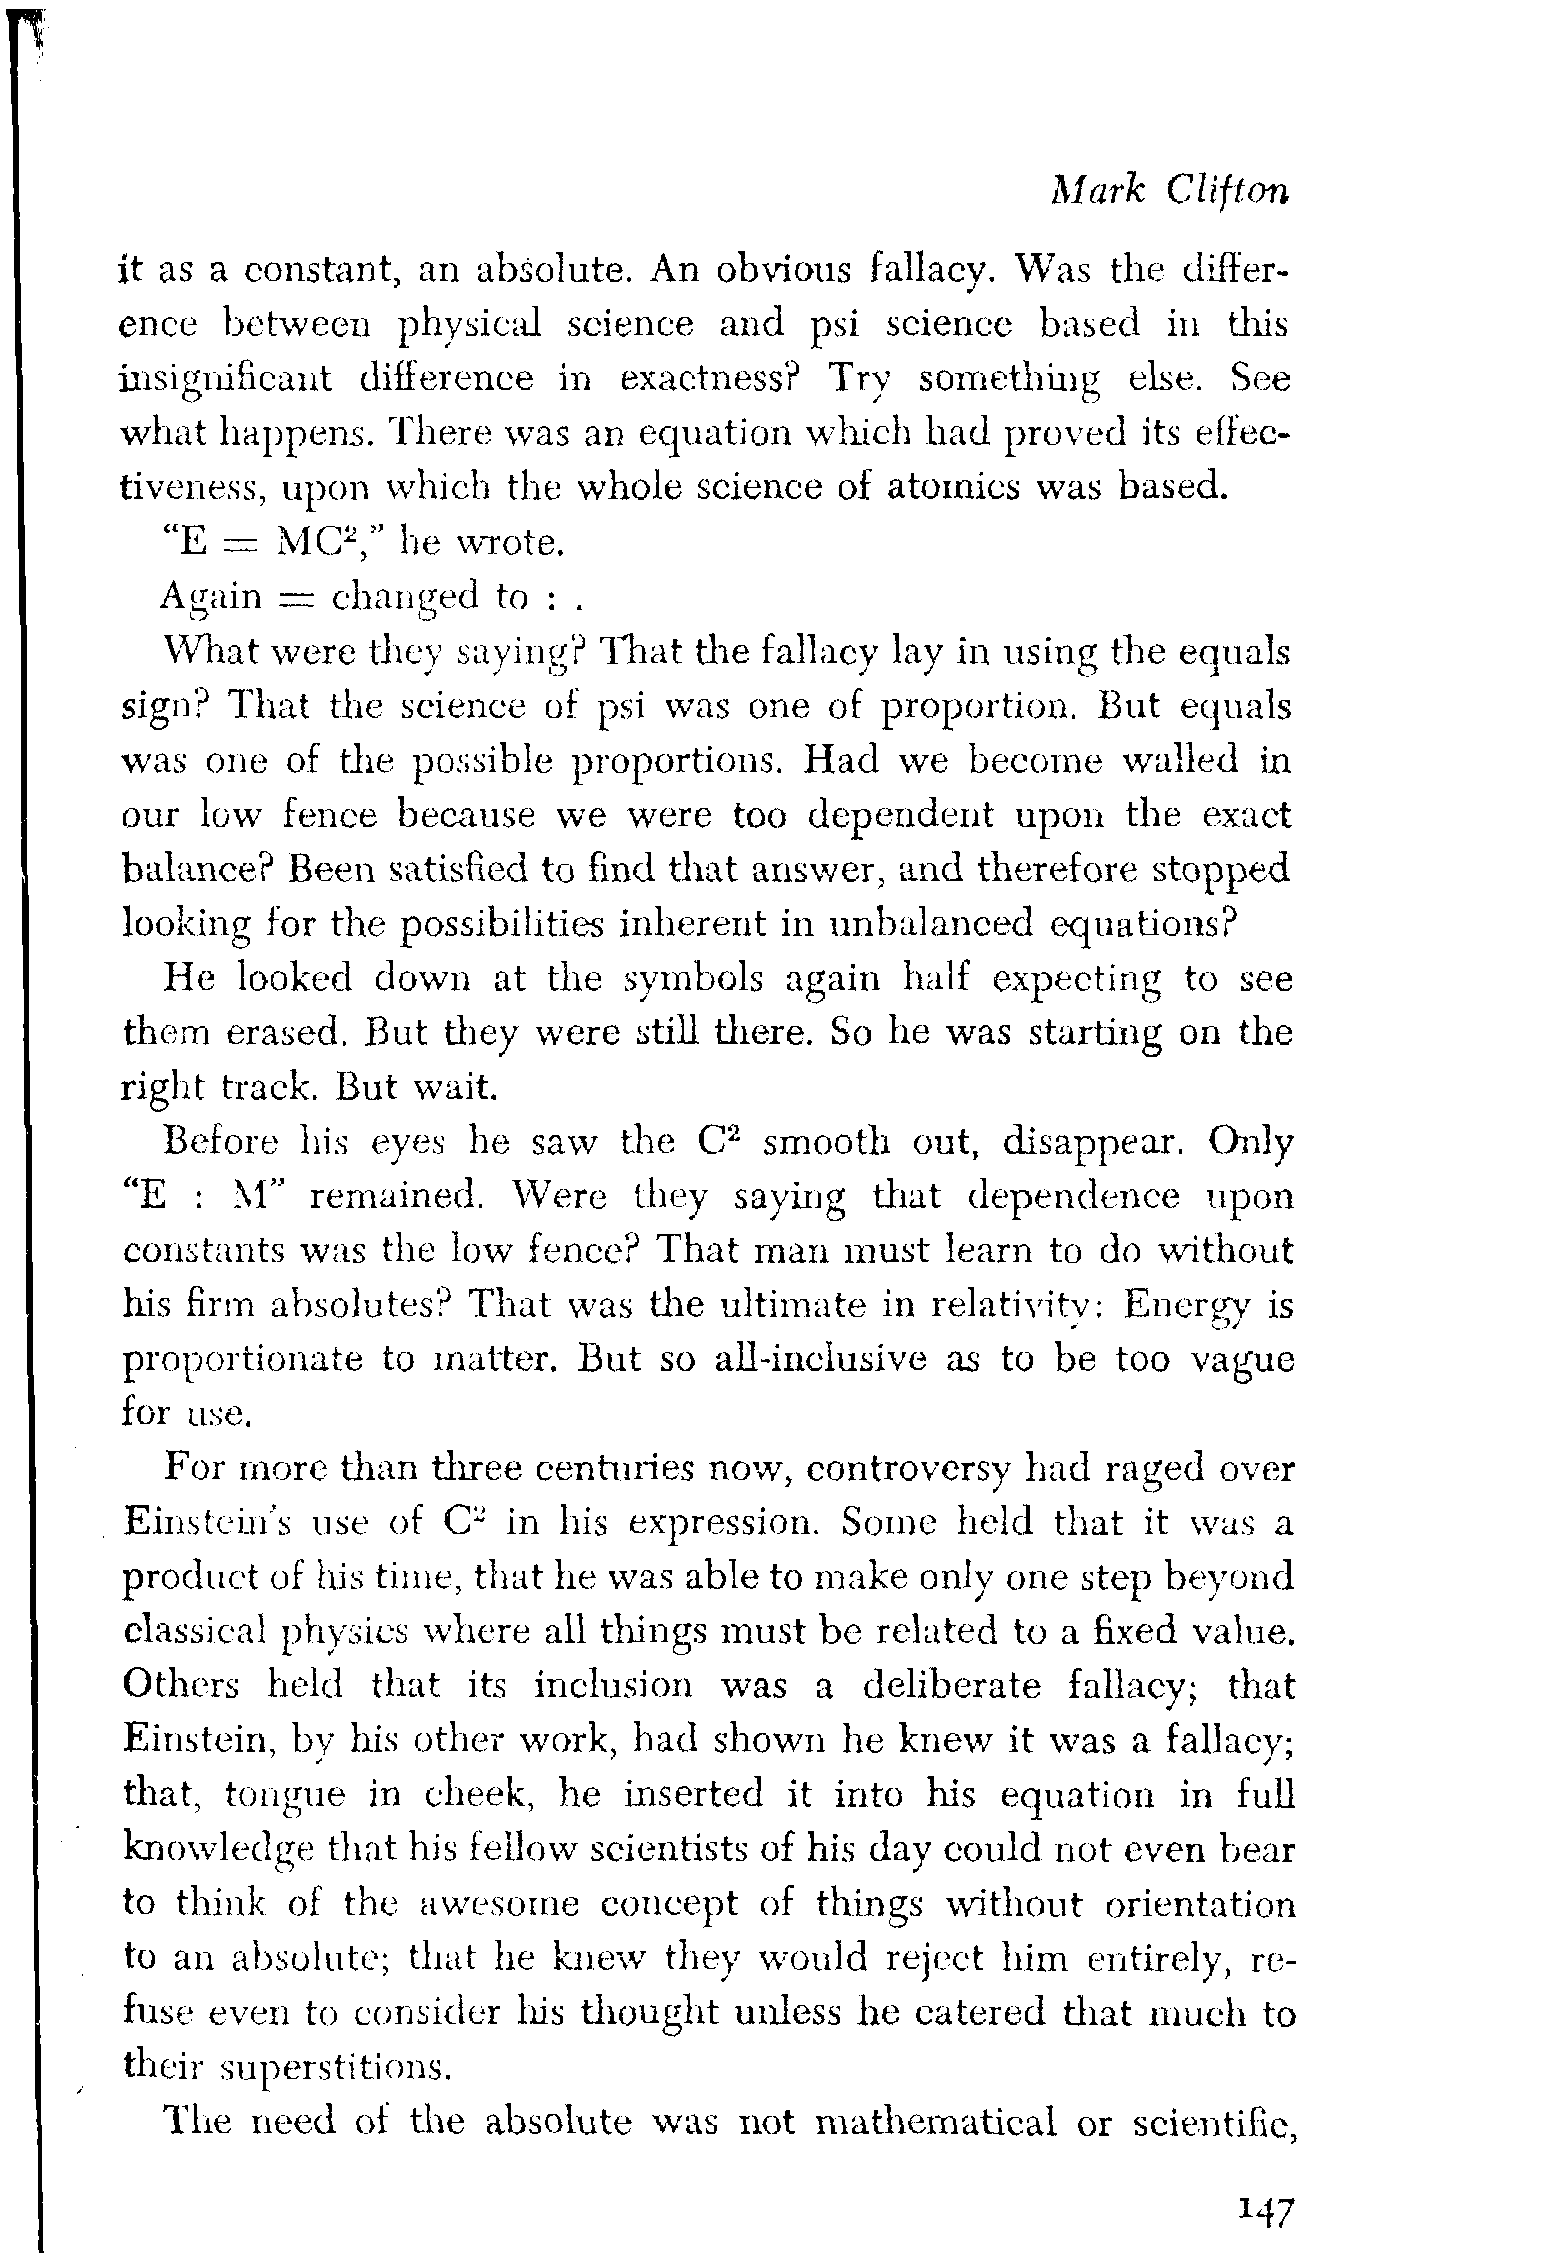 Mark Clifton
it as a constant, an absolute. An obvious fallacy. Was the differ-
ence between physical science and psi science based in this
insignificant difference in exactness? Try something else. See
what happens. There was an equation which had proved its effec-
tiveness, upon which the whole science of atomics was based.
“E = MC²,” he wrote.
Again = changed to : .
What were they saying? That the fallacy lay in using the equals
sign? That the science of psi was one of proportion. But equals
was one of the possible proportions. Had we become walled in
our low fence because we were too dependent upon the exact
balance? Been satisfied to find that answer, and therefore stopped
looking for the possibilities inherent in unbalanced equations?
He looked down at the symbols again half expecting to see
them erased. But they were still there. So he was starting on the
right track. But wait.
Before his eyes he saw the C² smooth out, disappear. Only
“E : M” remained. Were they saying that dependence upon
constants was the low fence? That man must learn to do without
his firm absolutes? That was the ultimate in relativity: Energy is
proportionate to matter. But so all-inclusive as to be too vague
for use.
For more than three centuries now, controversy had raged over
Einstein's use of C² in his expression. Some held that it was a
product of his time, that he was able to make only one step beyond
classical physics where all things must be related to a fixed value.
Others held that its inclusion was a deliberate fallacy; that
Einstein, by his other work, had shown he knew it was a fallacy;
that, tongue in cheek, he inserted it into his equation in full
knowledge that his fellow scientists of his day could not even bear
to think of the awesome concept of things without orientation
to an absolute; that he knew they would reject him entirely, re-
fuse even to consider his thought unless he catered that much to
their superstitions.
The need of the absolute was not mathematical or scientific,
147